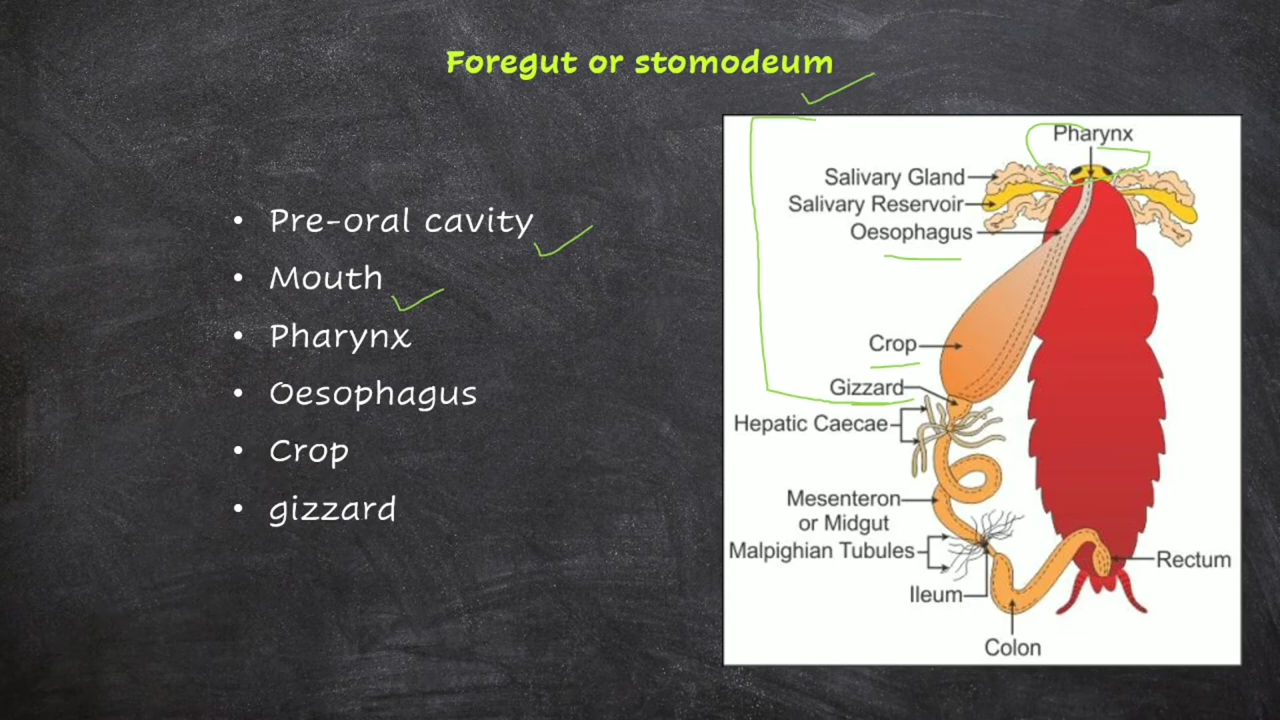 Foregut or stomodeum
• Pre-oral cavity
• Mouth
• Pharynx
• Oesophagus
• Crop
• gizzard
Pharynx
Salivary Gland
Salivary Reservoir
Oesophagus
Crop
Gizzard
Hepatic Caecae
Mesenteron
or Midgut
Malpighian Tubules
Ileum
Rectum
Colon